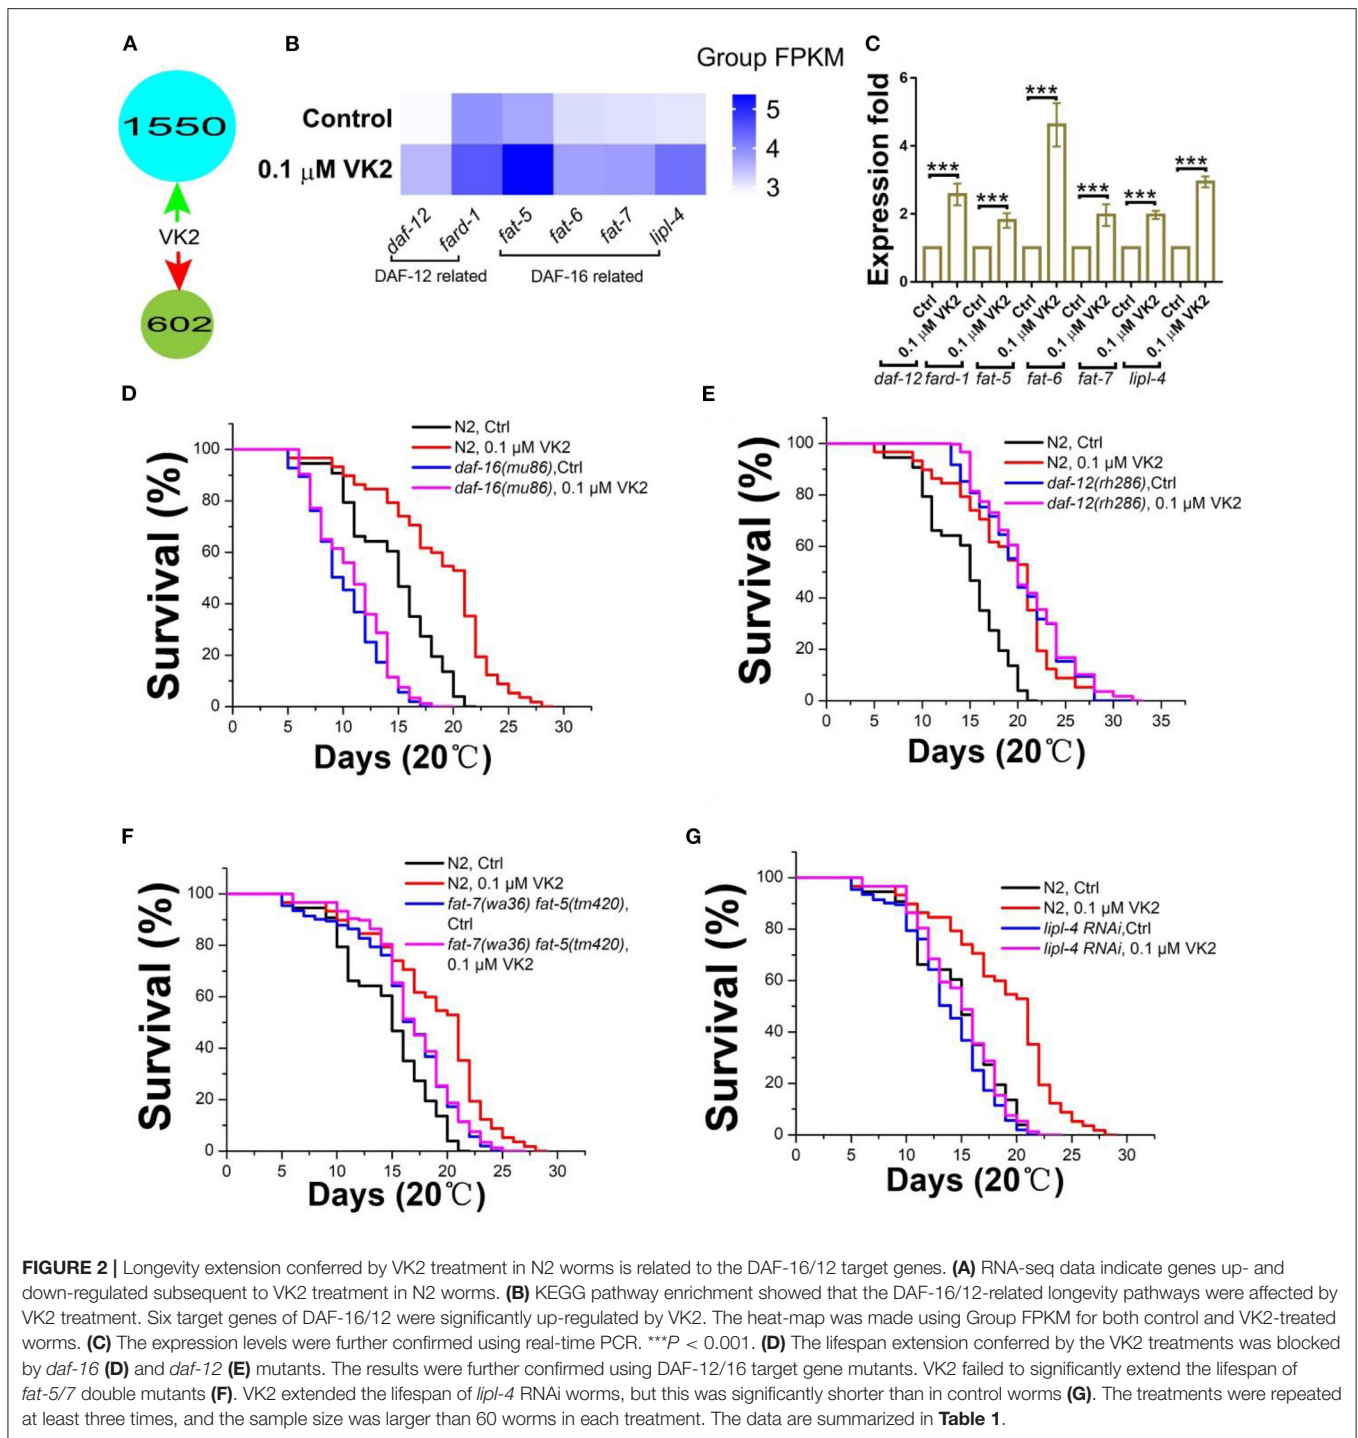 A
1550
VK2
602
B
Group FPKM
Control
0.1 μM VK2
5
4
3
daf-12
fard-1
fat-5
fat-6
fat-7
lipl-4
DAF-12 related
DAF-16 related
C
Expression fold
6
4
2
0
*** *** *** *** *** ***
Ctrl
0.1 μM VK2
Ctrl
0.1 μM VK2
Ctrl
0.1 μM VK2
Ctrl
0.1 μM VK2
Ctrl
0.1 μM VK2
Ctrl
0.1 μM VK2
daf-12 fard-1 fat-5 fat-6 fat-7 lipl-4
D
N2, Ctrl
N2, 0.1 μM VK2
daf-16(mu86),Ctrl
daf-16(mu86), 0.1 μM VK2
Survival (%)
100
80
60
40
20
0
0 5 10 15 20 25 30
Days (20℃)
E
N2, Ctrl
N2, 0.1 μM VK2
daf-12(rh286),Ctrl
daf-12(rh286), 0.1 μM VK2
Survival (%)
100
80
60
40
20
0
0 5 10 15 20 25 30 35
Days (20℃)
F
N2, Ctrl
N2, 0.1 μM VK2
fat-7(wa36) fat-5(tm420),
Ctrl
fat-7(wa36) fat-5(tm420),
0.1 μM VK2
Survival (%)
100
80
60
40
20
0
0 5 10 15 20 25 30
Days (20℃)
G
N2, Ctrl
N2, 0.1 μM VK2
lipl-4 RNAi,Ctrl
lipl-4 RNAi, 0.1 μM VK2
Survival (%)
100
80
60
40
20
0
0 5 10 15 20 25 30
Days (20℃)
FIGURE 2 | Longevity extension conferred by VK2 treatment in N2 worms is related to the DAF-16/12 target genes. (A) RNA-seq data indicate genes up- and
down-regulated subsequent to VK2 treatment in N2 worms. (B) KEGG pathway enrichment showed that the DAF-16/12-related longevity pathways were affected by
VK2 treatment. Six target genes of DAF-16/12 were significantly up-regulated by VK2. The heat-map was made using Group FPKM for both control and VK2-treated
worms. (C) The expression levels were further confirmed using real-time PCR. ***P < 0.001. (D) The lifespan extension conferred by the VK2 treatments was blocked
by daf-16 (D) and daf-12 (E) mutants. The results were further confirmed using DAF-12/16 target gene mutants. VK2 failed to significantly extend the lifespan of
fat-5/7 double mutants (F). VK2 extended the lifespan of lipl-4 RNAi worms, but this was significantly shorter than in control worms (G). The treatments were repeated
at least three times, and the sample size was larger than 60 worms in each treatment. The data are summarized in Table 1.